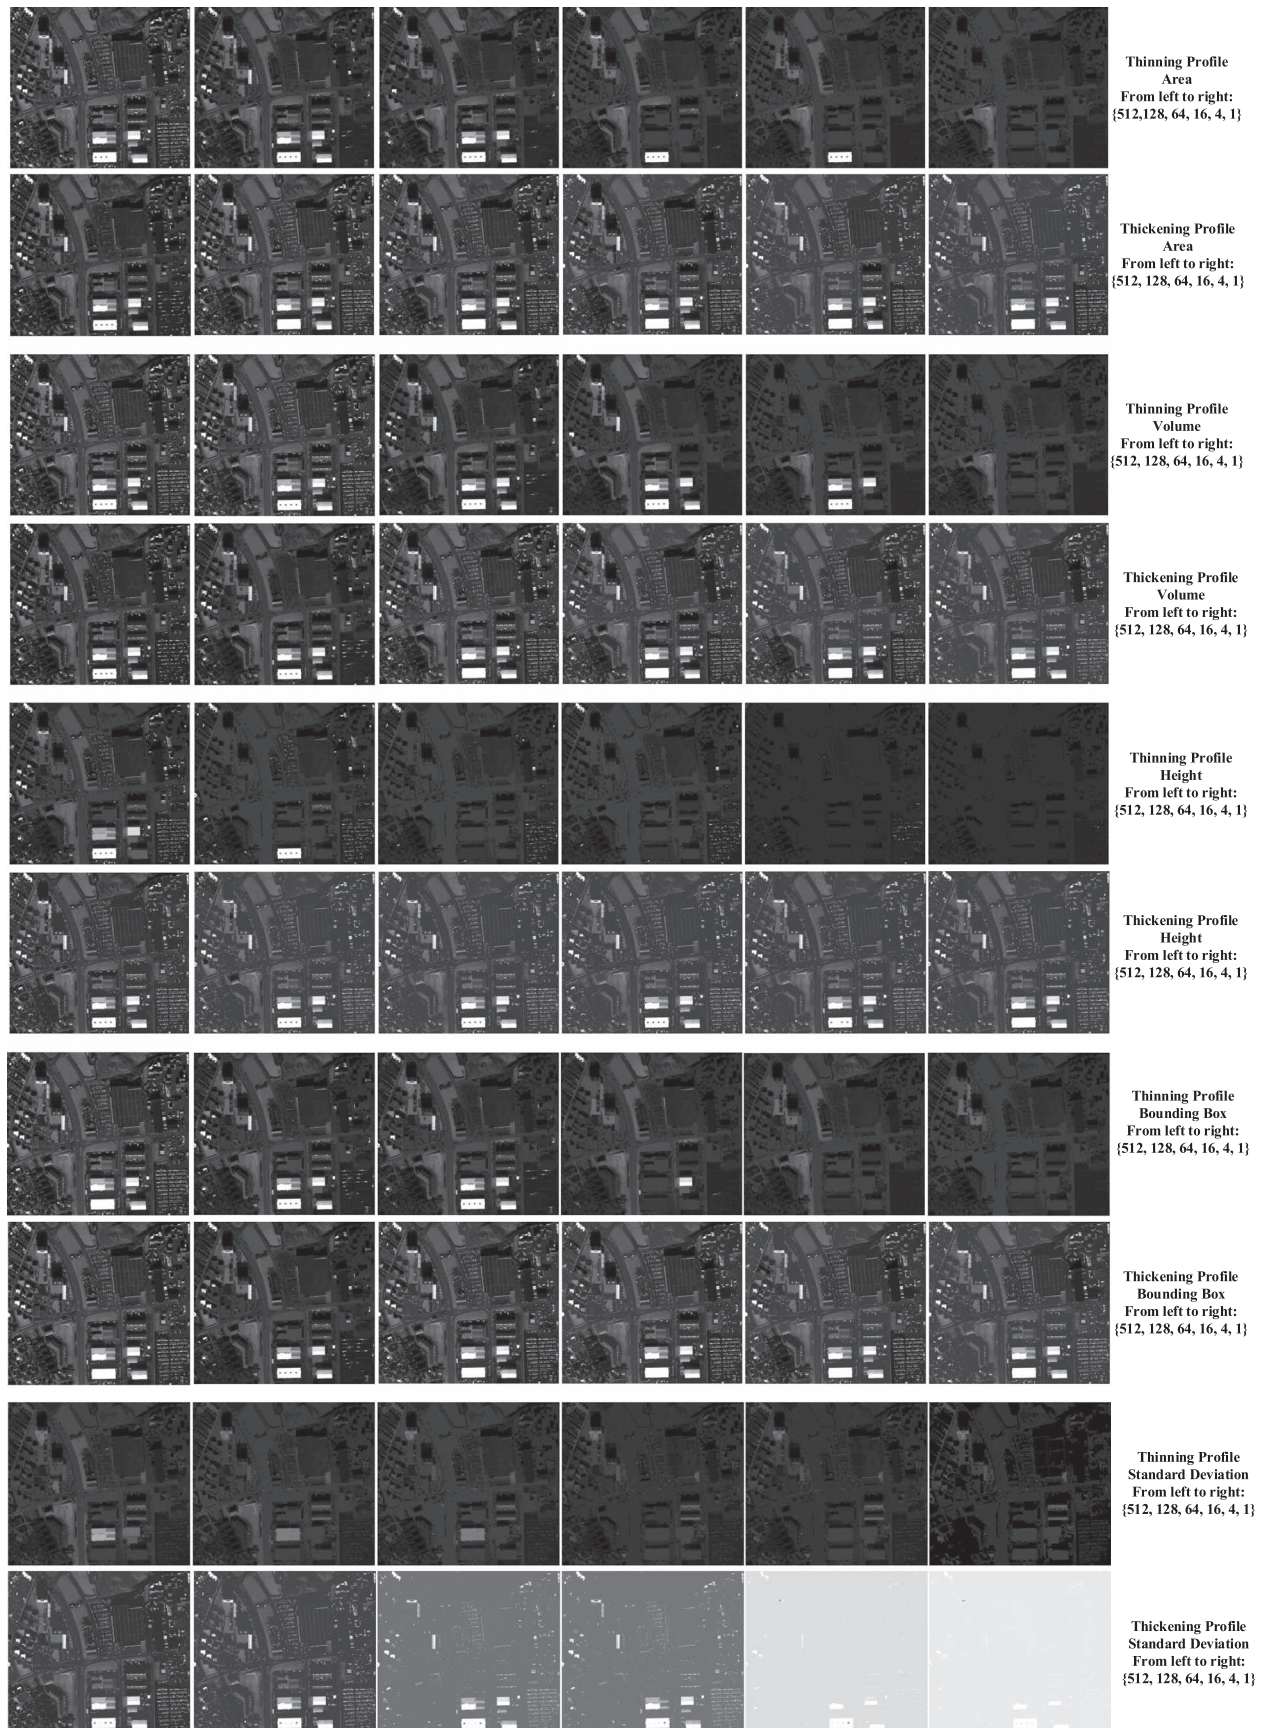 Thinning Profile
Area
From left to right:
{512,128, 64, 16, 4, 1}
Thickening Profile
Area
From left to right:
{512, 128, 64, 16, 4, 1}
Thinning Profile
Volume
From left to right:
{512, 128, 64, 16, 4, 1}
Thickening Profile
Volume
From left to right:
{512, 128, 64, 16, 4, 1}
Thinning Profile
Height
From left to right:
{512, 128, 64, 16, 4, 1}
Thickening Profile
Height
From left to right:
{512, 128, 64, 16, 4, 1}
Thinning Profile
Bounding Box
From left to right:
{512, 128, 64, 16, 4, 1}
Thickening Profile
Bounding Box
From left to right:
{512, 128, 64, 16, 4, 1}
Thinning Profile
Standard Deviation
From left to right:
{512, 128, 64, 16, 4, 1}
Thickening Profile
Standard Deviation
From left to right:
{512, 128, 64, 16, 4, 1}